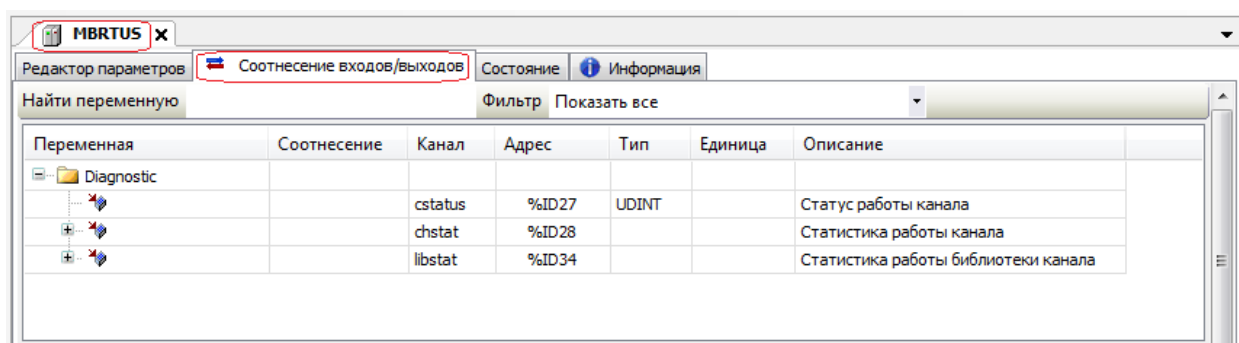 MBRTUS
Редактор параметров Соотнесение входов/выходов Состояние Информация
Найти переменную Фильтр Показать все
Переменная Соотнесение Канал Адрес Тип Единица Описание
Diagnostic
cstatus %ID27 UDINT Статус работы канала
chstat %ID28 Статистика работы канала
libstat %ID34 Статистика работы библиотеки канала